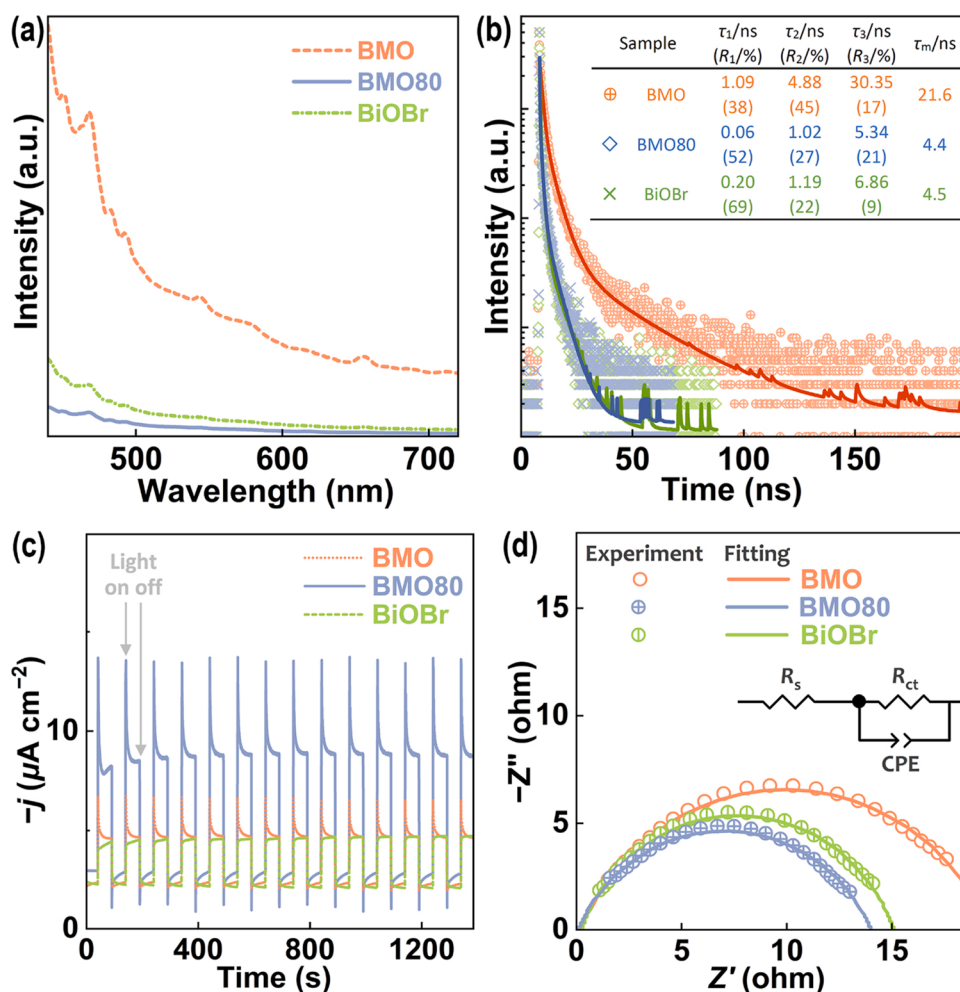 (a)
BMO
BMO80
BiOBr
Intensity (a.u.)
500 600 700
Wavelength (nm)
(b)
Sample τ1/ns (R1/%) τ2/ns (R2/%) τ3/ns (R3/%) τm/ns
BMO 1.09 (38) 4.88 (45) 30.35 (17) 21.6
BMO80 0.06 (52) 1.02 (27) 5.34 (21) 4.4
BiOBr 0.20 (69) 1.19 (22) 6.86 (9) 4.5
Intensity (a.u.)
0 50 100 150
Time (ns)
(c)
Light
on off
BMO
BMO80
BiOBr
10
0
−j (µA cm⁻²)
0 400 800 1200
Time (s)
(d)
Experiment Fitting
BMO
BMO80
BiOBr
Rs
Rct
CPE
15
10
5
0
−Z" (ohm)
0 5 10 15
Z' (ohm)